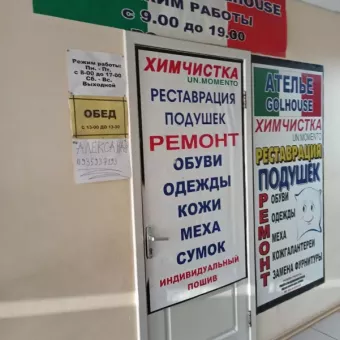 GOLHOUSE
РЕЖИМ РАБОТЫ
С 9.00 ДО 19.00
Режим работы
Пн. - Пт.
с 8-00 до 17-00
Сб. - Вс.
Выходной
ОБЕД
ХИМЧИСТКА
UN.MOMENTO
РЕСТАВРАЦИЯ
ПОДУШЕК
РЕМОНТ
ОБУВИ
ОДЕЖДЫ
КОЖИ
МЕХА
СУМОК
ИНДИВИДУАЛЬНЫЙ
ПОШИВ
АТЕЛЬЕ
GOLHOUSE
ХИМЧИСТКА
UN.MOMENTO
РЕСТАВРАЦИЯ
ПОДУШЕК
РЕМОНТ
ОБУВИ
ОДЕЖДЫ
МЕХА
КОЖГАЛАНТЕРЕИ
ЗАМЕНА ФУРНИТУРЫ